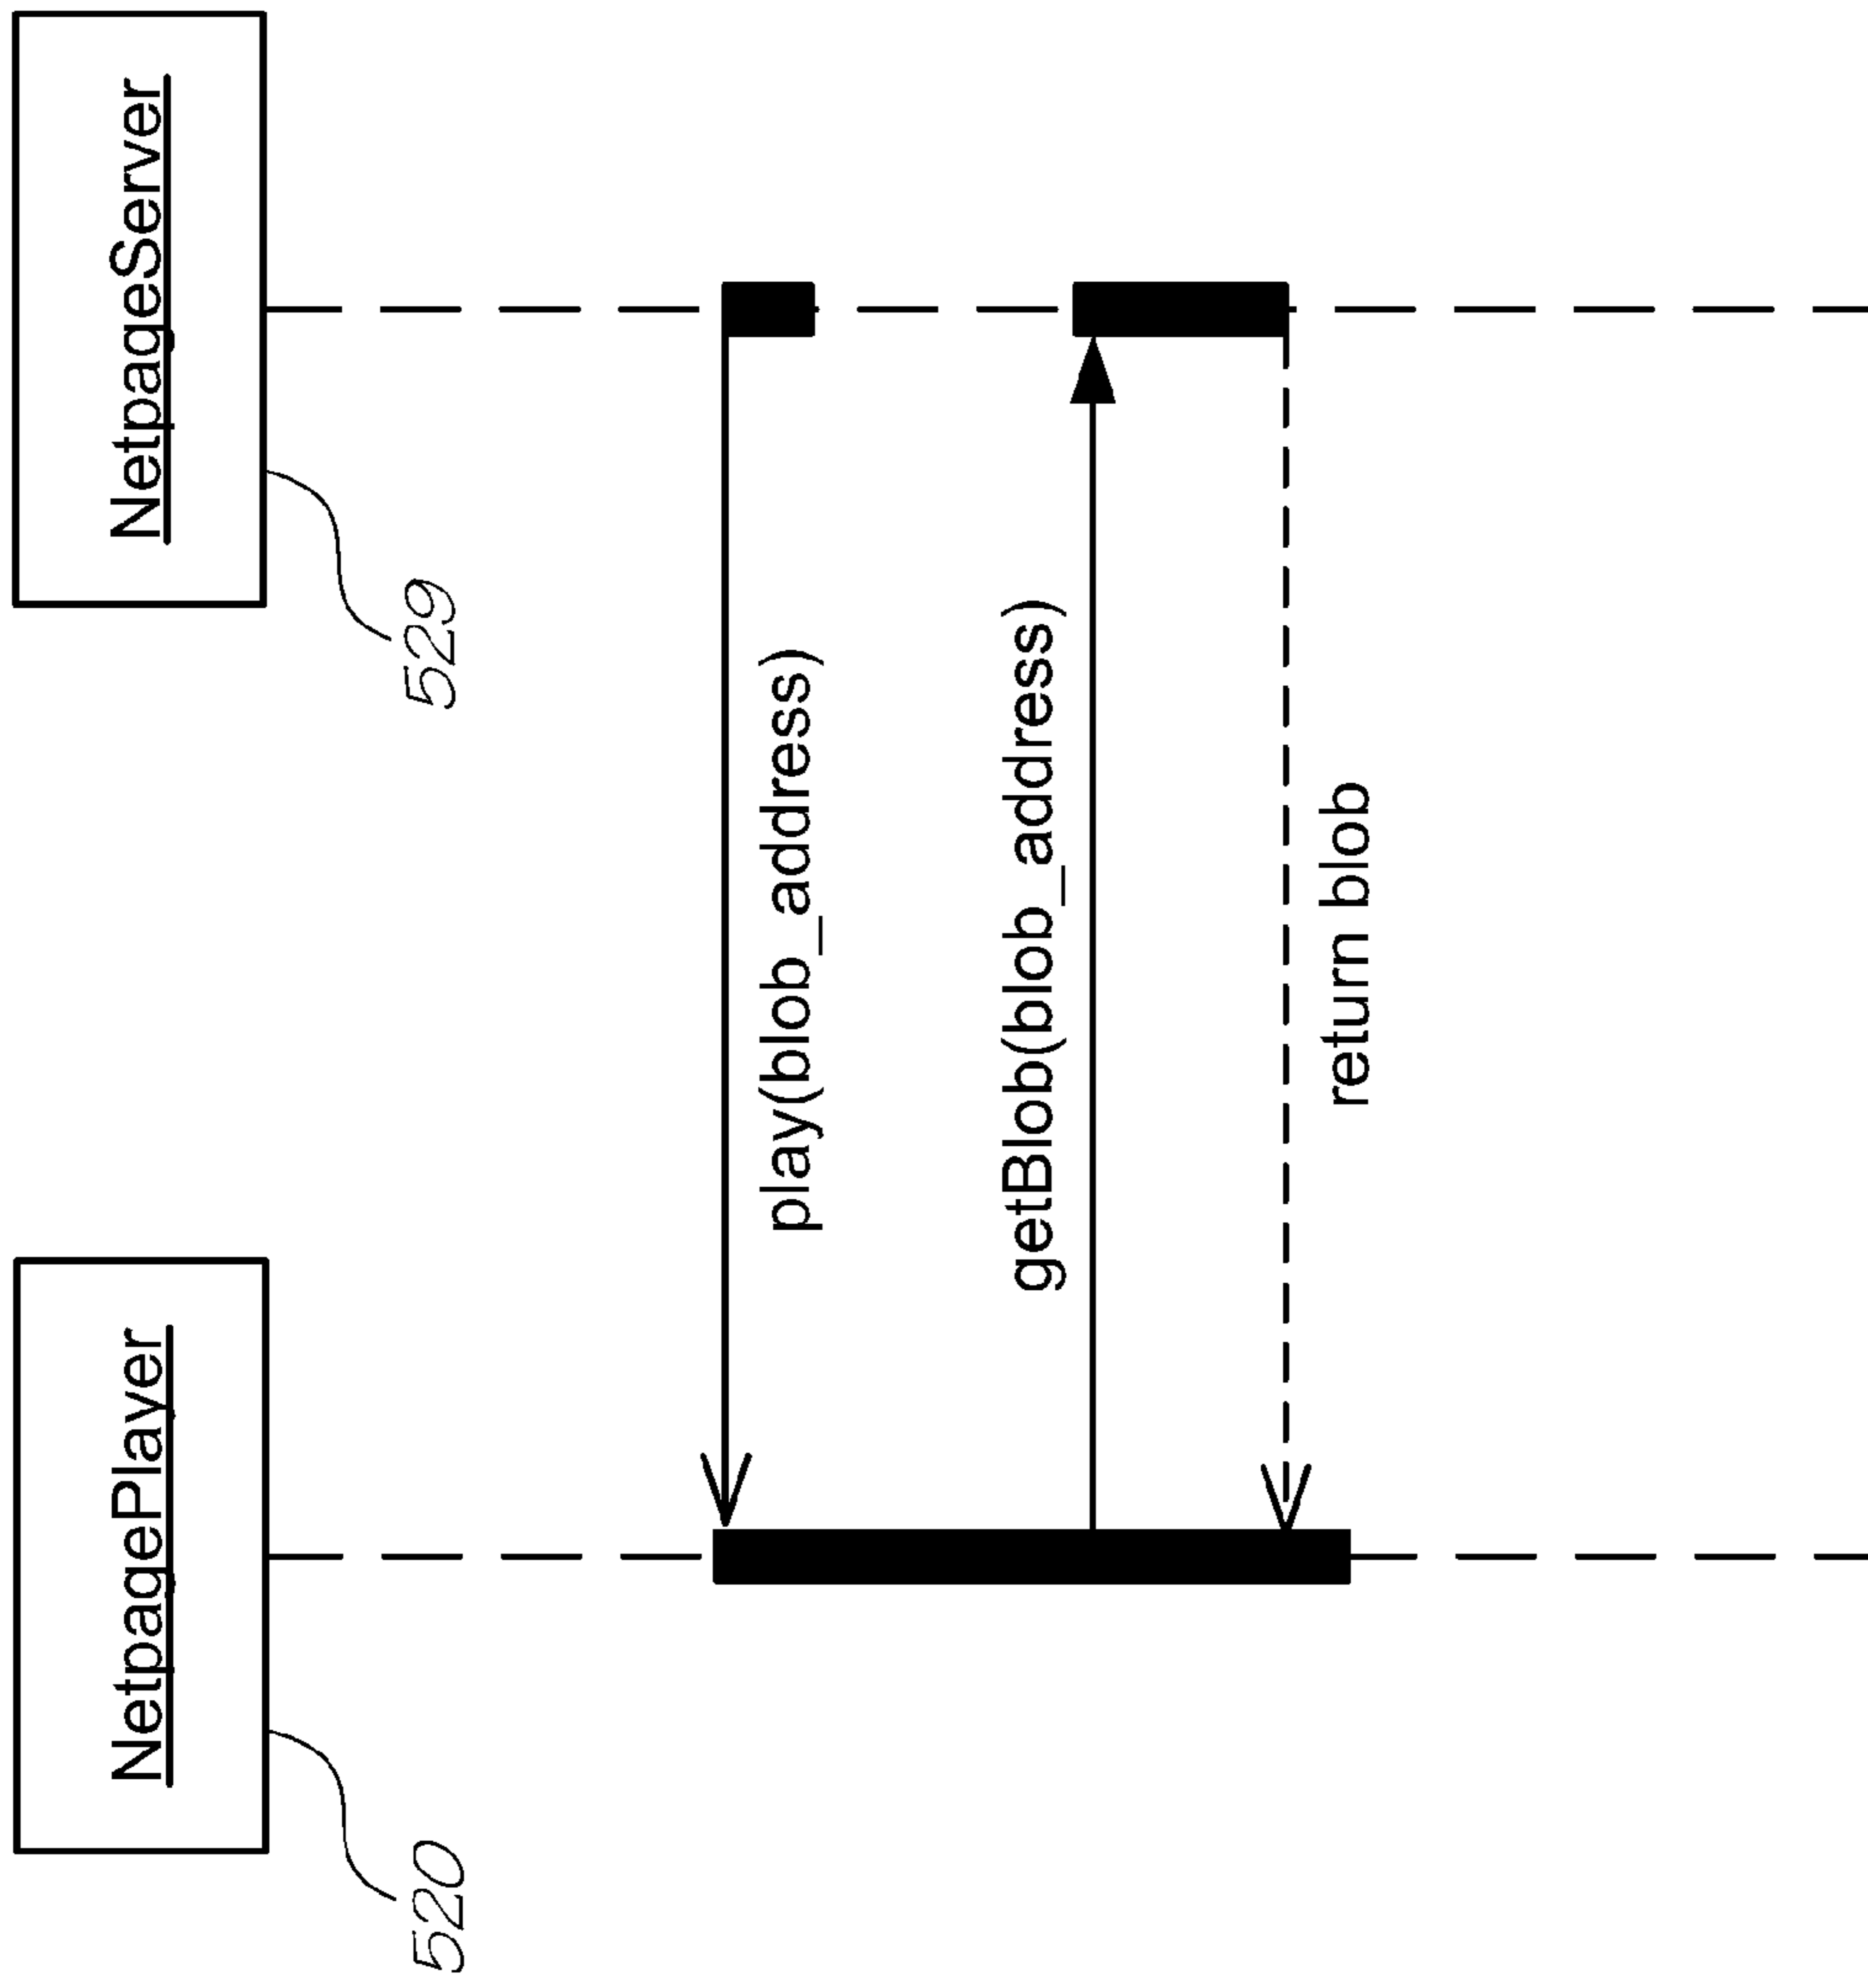 NetpagePlayer
NetpageServer
520
529
play(blob_address)
getBlob(blob_address)
return blob